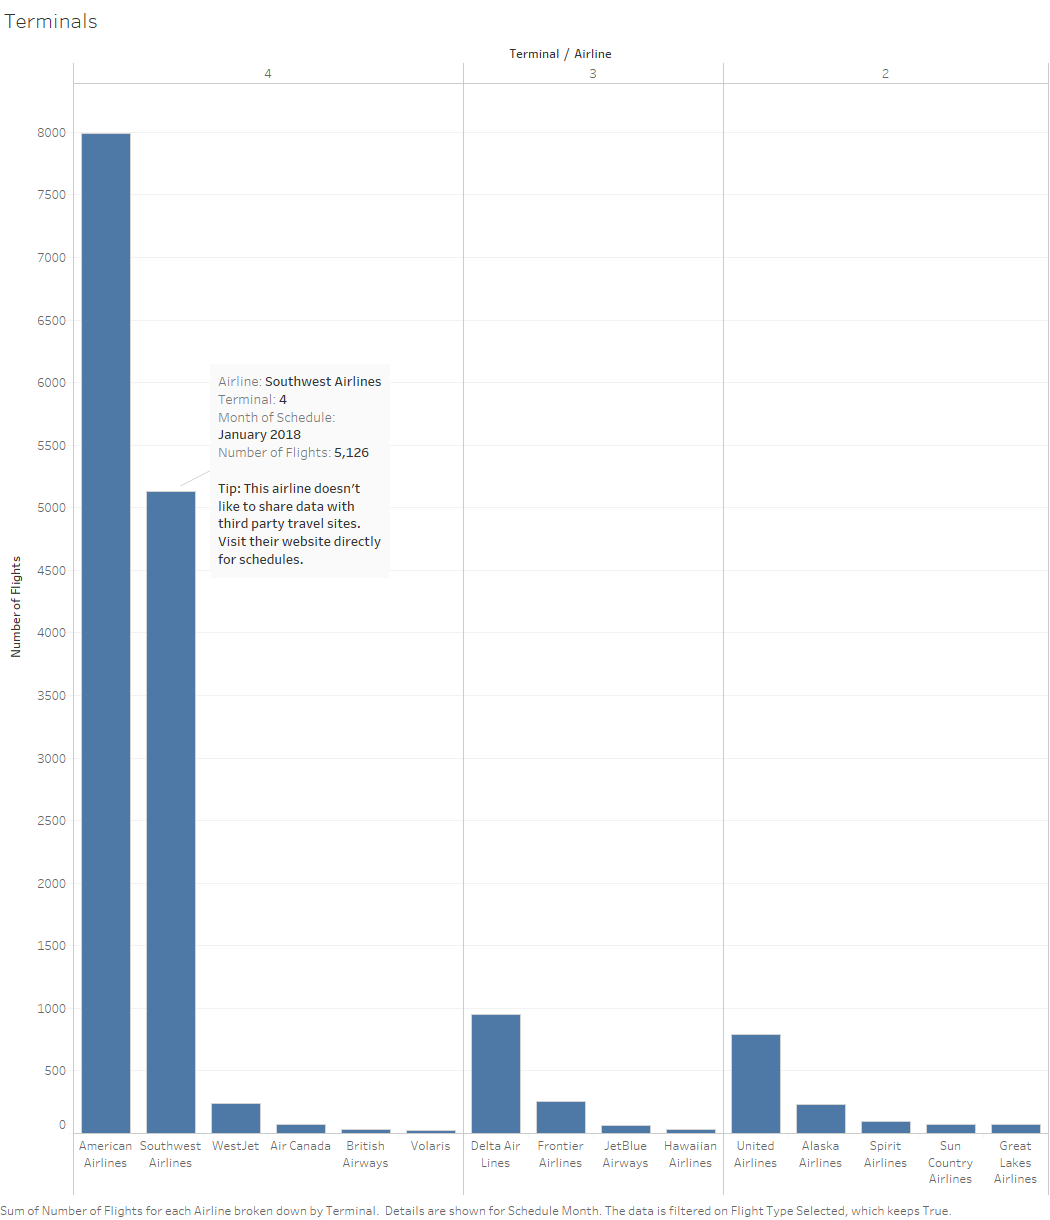 Terminals
Terminal / Airline
4
3
2
8000
7500
7000
6500
6000
5500
5000
4500
4000
3500
3000
2500
2000
1500
1000
500
0
Number of Flights
Airline: Southwest Airlines
Terminal: 4
Month of Schedule:
January 2018
Number of Flights: 5,126
Tip: This airline doesn't
like to share data with
third party travel sites.
Visit their website directly
for schedules.
American
Airlines
Southwest
Airlines
WestJet
Air Canada
British
Airways
Volaris
Delta Air
Lines
Frontier
Airlines
JetBlue
Airways
Hawaiian
Airlines
United
Airlines
Alaska
Airlines
Spirit
Airlines
Sun
Country
Airlines
Great
Lakes
Airlines
Sum of Number of Flights for each Airline broken down by Terminal. Details are shown for Schedule Month. The data is filtered on Flight Type Selected, which keeps True.